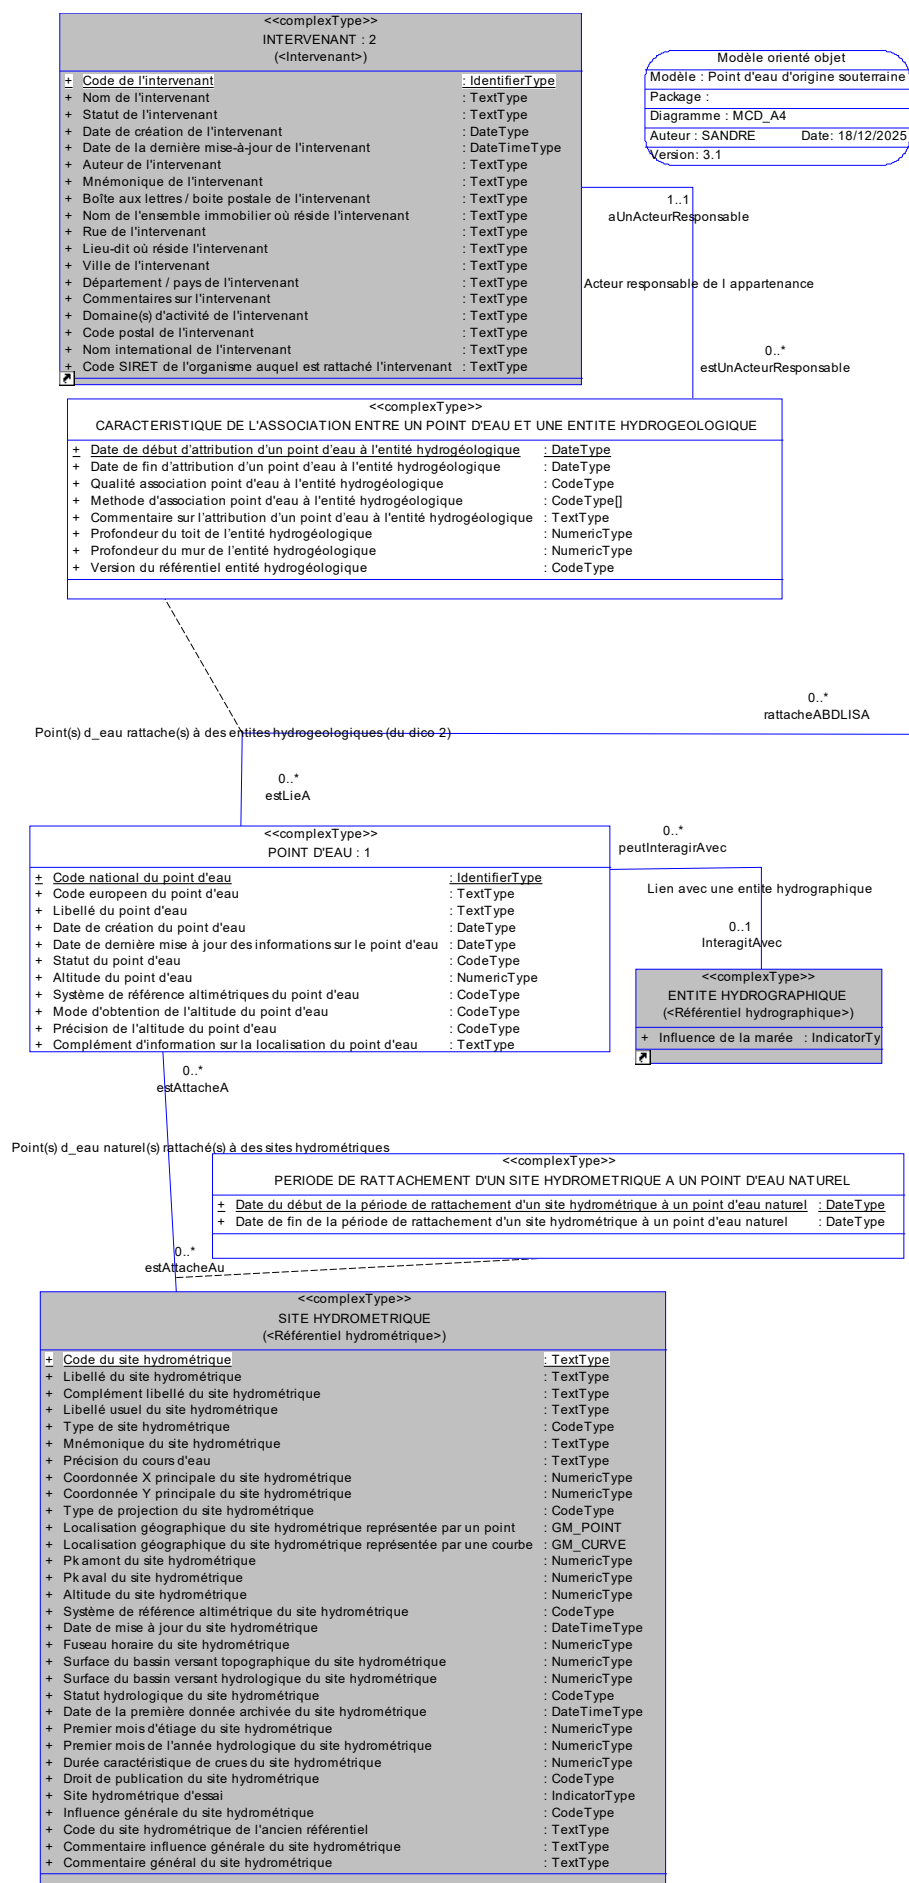 <<complexType>>
INTERVENANT : 2
(<Intervenant>)
+ Code de l'intervenant : IdentifierType
+ Nom de l'intervenant : TextType
+ Statut de l'intervenant : TextType
+ Date de création de l'intervenant : DateType
+ Date de la dernière mise-à-jour de l'intervenant : DateTimeType
+ Auteur de l'intervenant : TextType
+ Mnémonique de l'intervenant : TextType
+ Boîte aux lettres / boite postale de l'intervenant : TextType
+ Nom de l'ensemble immobilier où réside l'intervenant : TextType
+ Rue de l'intervenant : TextType
+ Lieu-dit où réside l'intervenant : TextType
+ Ville de l'intervenant : TextType
+ Département / pays de l'intervenant : TextType
+ Commentaires sur l'intervenant : TextType
+ Domaine(s) d'activité de l'intervenant : TextType
+ Code postal de l'intervenant : TextType
+ Nom international de l'intervenant : TextType
+ Code SIRET de l'organisme auquel est rattaché l'intervenant : TextType
Modèle orienté objet
Modèle : Point d'eau d'origine souterraine
Package :
Diagramme : MCD_A4
Auteur : SANDRE Date: 18/12/2025
Version: 3.1
1..1
aUnActeurResponsable
Acteur responsable de l appartenance
0..*
estUnActeurResponsable
<<complexType>>
CARACTERISTIQUE DE L'ASSOCIATION ENTRE UN POINT D'EAU ET UNE ENTITE HYDROGEOLOGIQUE
+ Date de début d'attribution d'un point d'eau à l'entité hydrogéologique : DateType
+ Date de fin d'attribution d'un point d'eau à l'entité hydrogéologique : DateType
+ Qualité association point d'eau à l'entité hydrogéologique : CodeType
+ Methode d'association point d'eau à l'entité hydrogéologique : CodeType[]
+ Commentaire sur l'attribution d'un point d'eau à l'entité hydrogéologique : TextType
+ Profondeur du toit de l'entité hydrogéologique : NumericType
+ Profondeur du mur de l'entité hydrogéologique : NumericType
+ Version du référentiel entité hydrogéologique : CodeType
0..*
rattacheABDLISA
Point(s) d_eau rattache(s) à des entites hydrogeologiques (du dico 2)
0..*
estLieA
<<complexType>>
POINT D'EAU : 1
+ Code national du point d'eau : IdentifierType
+ Code europeen du point d'eau : TextType
+ Libellé du point d'eau : TextType
+ Date de création du point d'eau : DateType
+ Date de dernière mise à jour des informations sur le point d'eau : DateType
+ Statut du point d'eau : CodeType
+ Altitude du point d'eau : NumericType
+ Système de référence altimétriques du point d'eau : CodeType
+ Mode d'obtention de l'altitude du point d'eau : CodeType
+ Précision de l'altitude du point d'eau : CodeType
+ Complément d'information sur la localisation du point d'eau : TextType
0..*
peutInteragirAvec
Lien avec une entite hydrographique
0..1
InteragitAvec
<<complexType>>
ENTITE HYDROGRAPHIQUE
(<Référentiel hydrographique>)
+ Influence de la marée : IndicatorTy
0..*
estAttacheA
Point(s) d_eau naturel(s) rattaché(s) à des sites hydrométriques
<<complexType>>
PERIODE DE RATTACHEMENT D'UN SITE HYDROMETRIQUE A UN POINT D'EAU NATUREL
+ Date du début de la période de rattachement d'un site hydrométrique à un point d'eau naturel : DateType
+ Date de fin de la période de rattachement d'un site hydrométrique à un point d'eau naturel : DateType
0..*
estAttacheAu
<<complexType>>
SITE HYDROMETRIQUE
(<Référentiel hydrométrique>)
+ Code du site hydrométrique : TextType
+ Libellé du site hydrométrique : TextType
+ Complément libellé du site hydrométrique : TextType
+ Libellé usuel du site hydrométrique : TextType
+ Type de site hydrométrique : CodeType
+ Mnémonique du site hydrométrique : TextType
+ Précision du cours d'eau : TextType
+ Coordonnée X principale du site hydrométrique : NumericType
+ Coordonnée Y principale du site hydrométrique : NumericType
+ Type de projection du site hydrométrique : CodeType
+ Localisation géographique du site hydrométrique représentée par un point : GM_POINT
+ Localisation géographique du site hydrométrique représentée par une courbe : GM_CURVE
+ Pk amont du site hydrométrique : NumericType
+ Pk aval du site hydrométrique : NumericType
+ Altitude du site hydrométrique : NumericType
+ Système de référence altimétrique du site hydrométrique : CodeType
+ Date de mise à jour du site hydrométrique : DateTimeType
+ Fuseau horaire du site hydrométrique : NumericType
+ Surface du bassin versant topographique du site hydrométrique : NumericType
+ Surface du bassin versant hydrologique du site hydrométrique : NumericType
+ Statut hydrologique du site hydrométrique : CodeType
+ Date de la première donnée archivée du site hydrométrique : DateTimeType
+ Premier mois d'étiage du site hydrométrique : NumericType
+ Premier mois de l'année hydrologique du site hydrométrique : NumericType
+ Durée caractéristique de crues du site hydrométrique : NumericType
+ Droit de publication du site hydrométrique : CodeType
+ Site hydrométrique d'essai : IndicatorType
+ Influence générale du site hydrométrique : CodeType
+ Code du site hydrométrique de l'ancien référentiel : TextType
+ Commentaire influence générale du site hydrométrique : TextType
+ Commentaire général du site hydrométrique : TextType